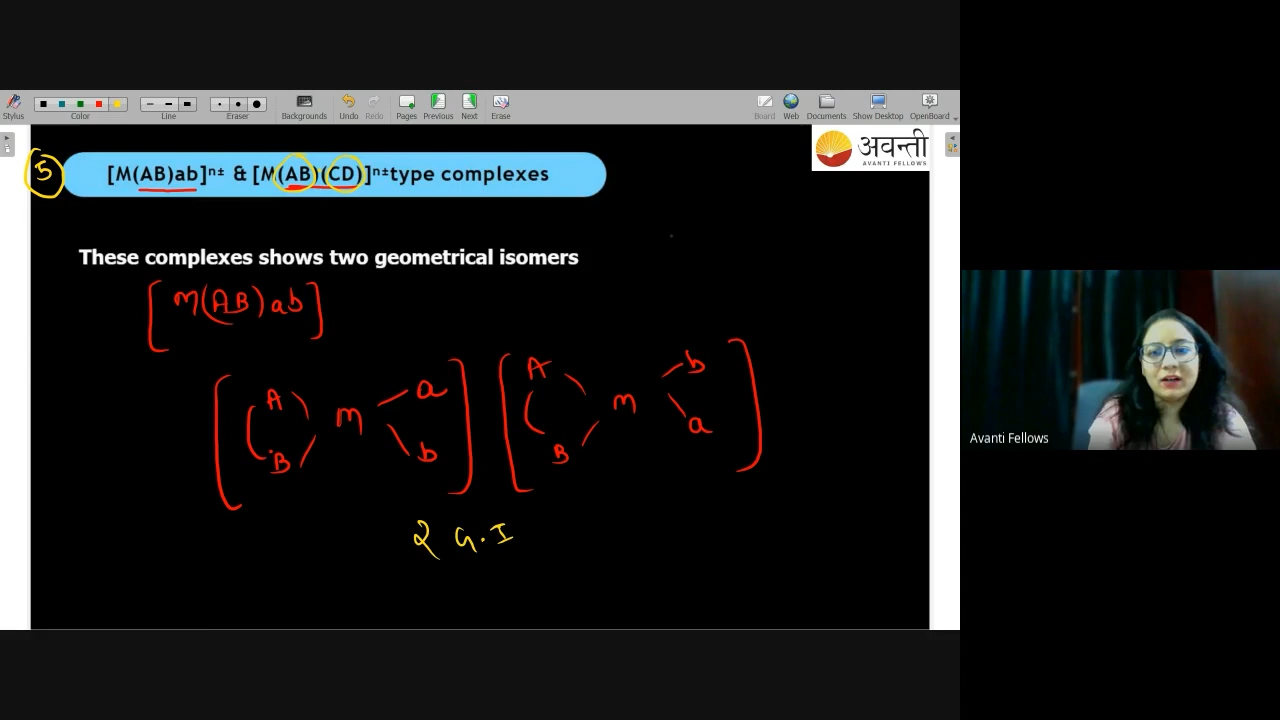 Stylus
Color
Line
Eraser
Backgrounds
Undo
Redo
Pages
Previous
Next
Erase
Board
Web
Documents
Show Desktop
OpenBoard
अवन्ती
AVANTI FELLOWS
5
[M(AB)ab]ⁿ± & [M(AB)(CD)]ⁿ±type complexes
These complexes shows two geometrical isomers
[M(AB)ab]
A M a
B b
A M b
B a
2 G.I
Avanti Fellows